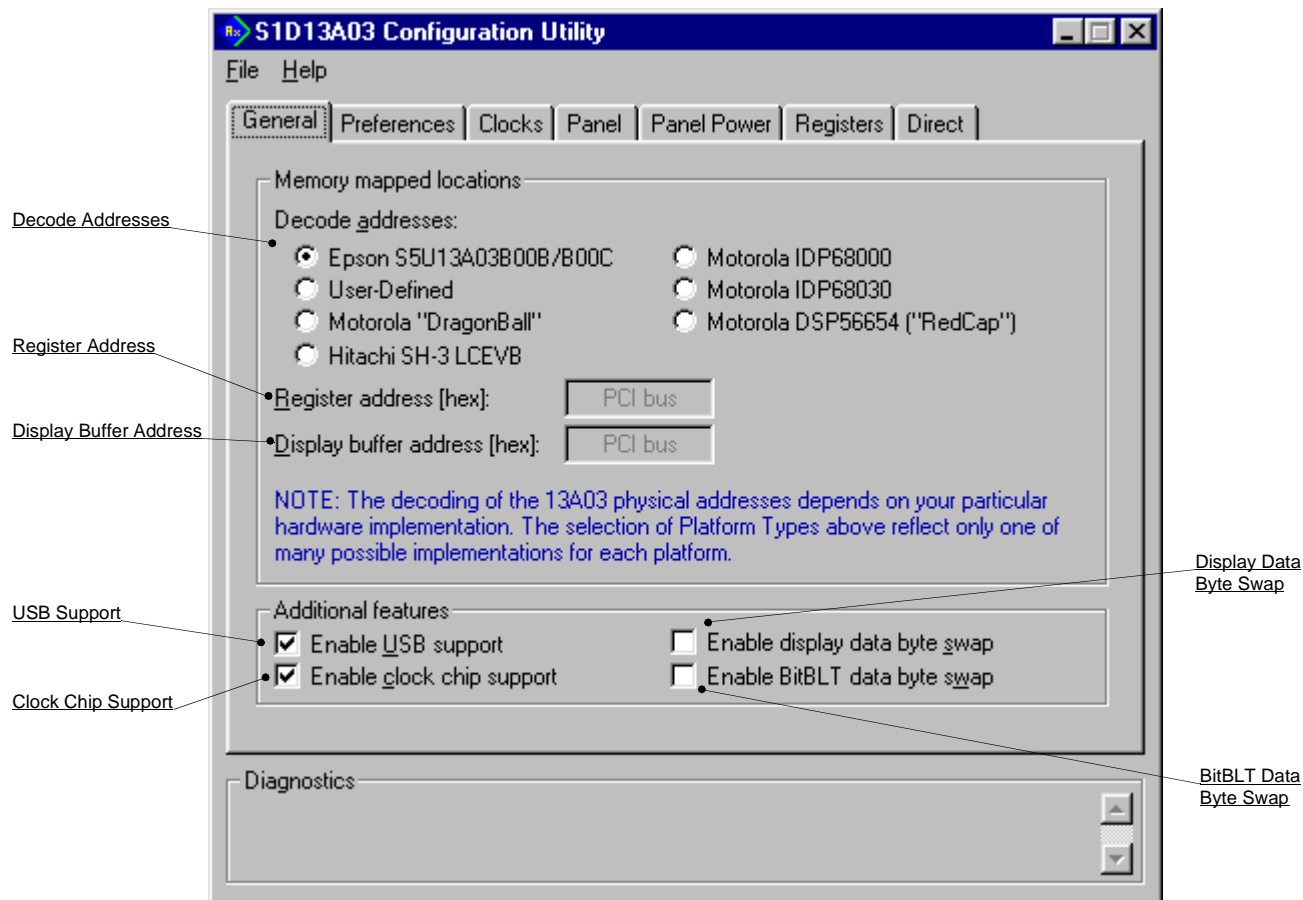 S1D13A03 Configuration Utility
File Help
General Preferences Clocks Panel Panel Power Registers Direct
Memory mapped locations
Decode Addresses
Decode addresses:
Epson S5U13A03B00B/B00C
Motorola IDP68000
User-Defined
Motorola IDP68030
Motorola "DragonBall"
Motorola DSP56654 ("RedCap")
Register Address
Hitachi SH-3 LCEVB
Register address [hex]: PCI bus
Display Buffer Address
Display buffer address [hex]: PCI bus
NOTE: The decoding of the 13A03 physical addresses depends on your particular
hardware implementation. The selection of Platform Types above reflect only one of
many possible implementations for each platform.
Display Data
Byte Swap
USB Support
Additional features
Enable USB support
Enable display data byte swap
Enable clock chip support
Enable BitBLT data byte swap
Clock Chip Support
Diagnostics
BitBLT Data
Byte Swap